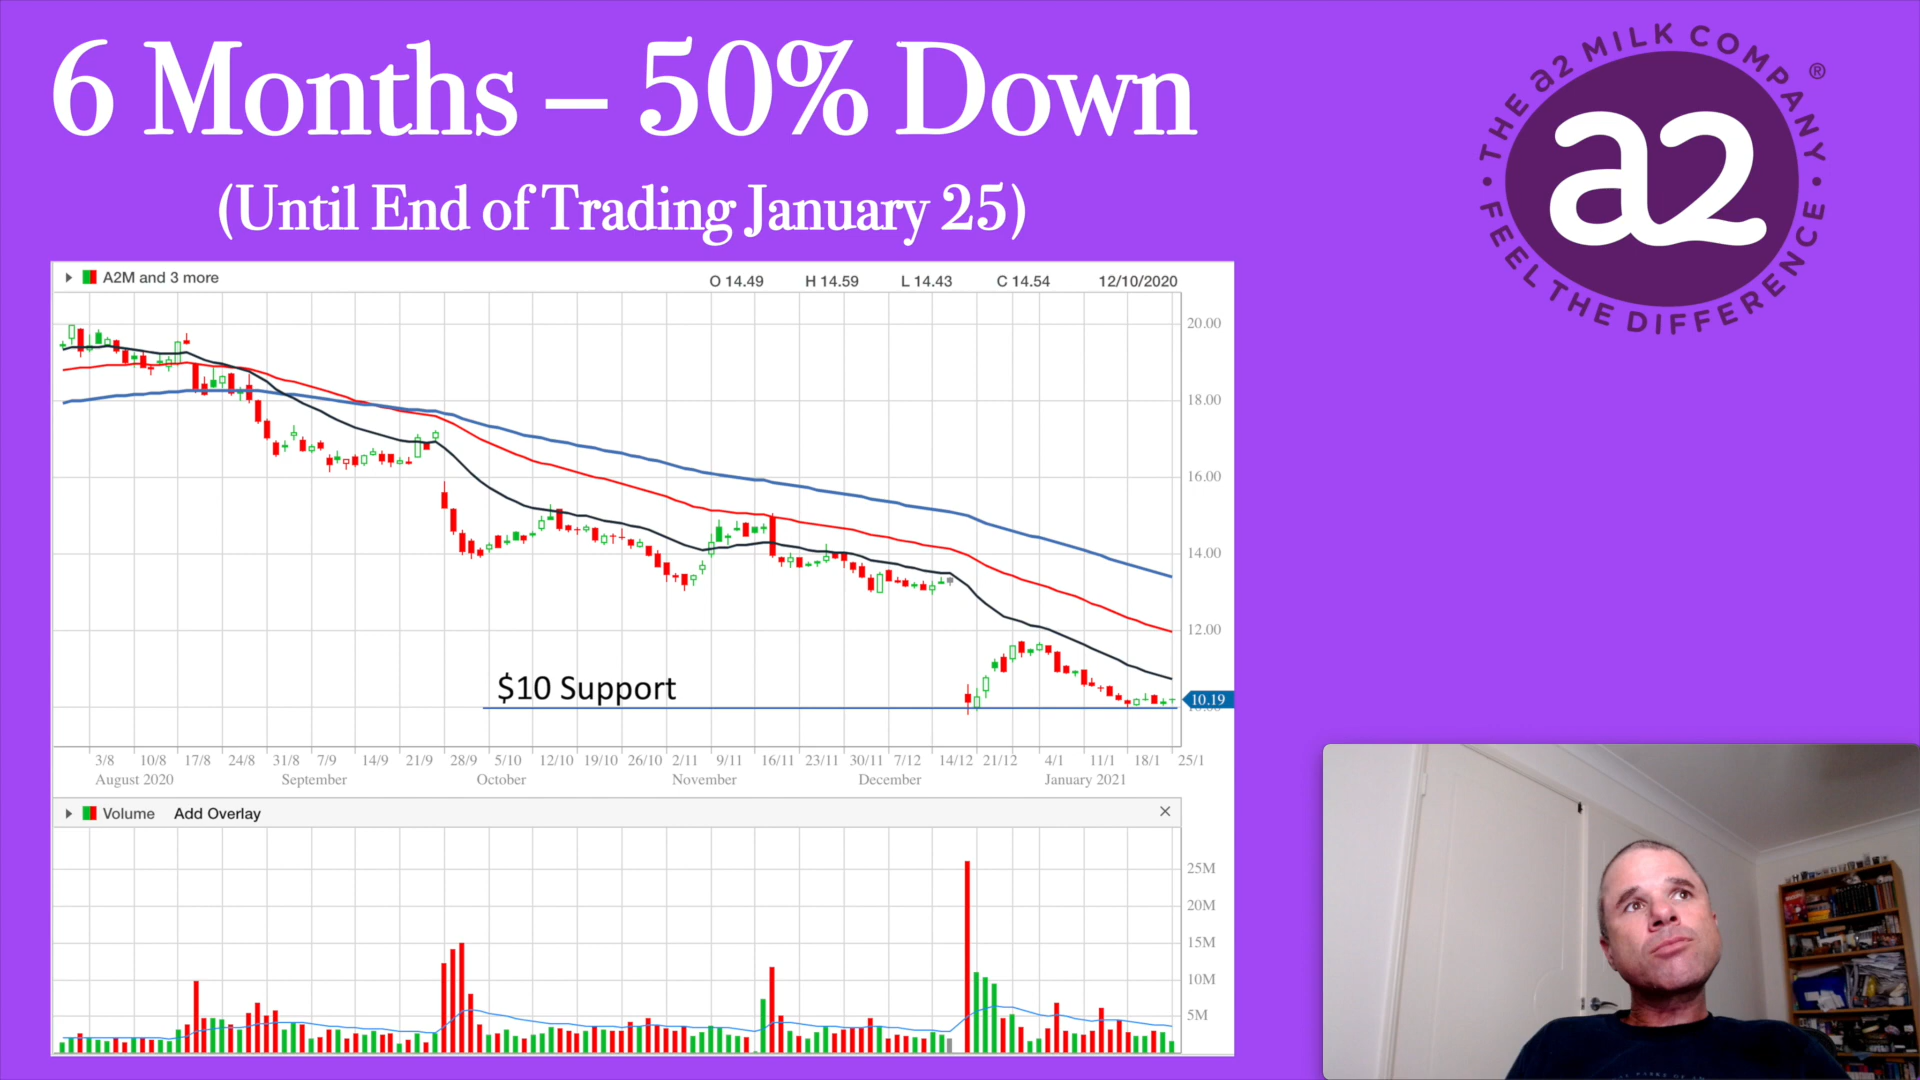 6 Months – 50% Down
(Until End of Trading January 25)
THE a2 MILK COMPANY ®
a2
• FEEL THE DIFFERENCE •
A2M and 3 more
O 14.49 H 14.59 L 14.43 C 14.54 12/10/2020
20.00
18.00
16.00
14.00
12.00
$10 Support
10.19
3/8 10/8 17/8 24/8 31/8 7/9 14/9 21/9 28/9 5/10 12/10 19/10 26/10 2/11 9/11 16/11 23/11 30/11 7/12 14/12 21/12 4/1 11/1 18/1 25/1
August 2020 September October November December January 2021
Volume Add Overlay ×
25M
20M
15M
10M
5M